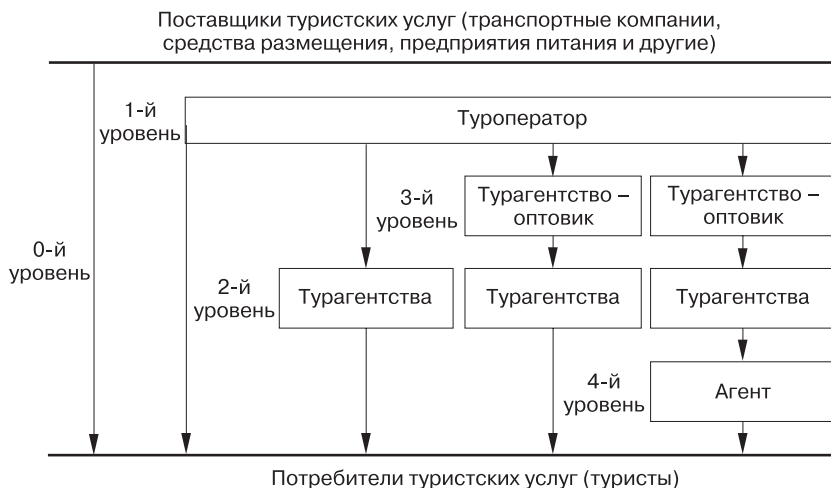 Поставщики туристских услуг (транспортные компании,
средства размещения, предприятия питания и другие)
1-й
уровень
Туроператор
3-й
уровень
Турагентство –
оптовик
Турагентство –
оптовик
0-й
уровень
2-й
уровень
Турагентства
Турагентства
Турагентства
4-й
уровень
Агент
Потребители туристских услуг (туристы)